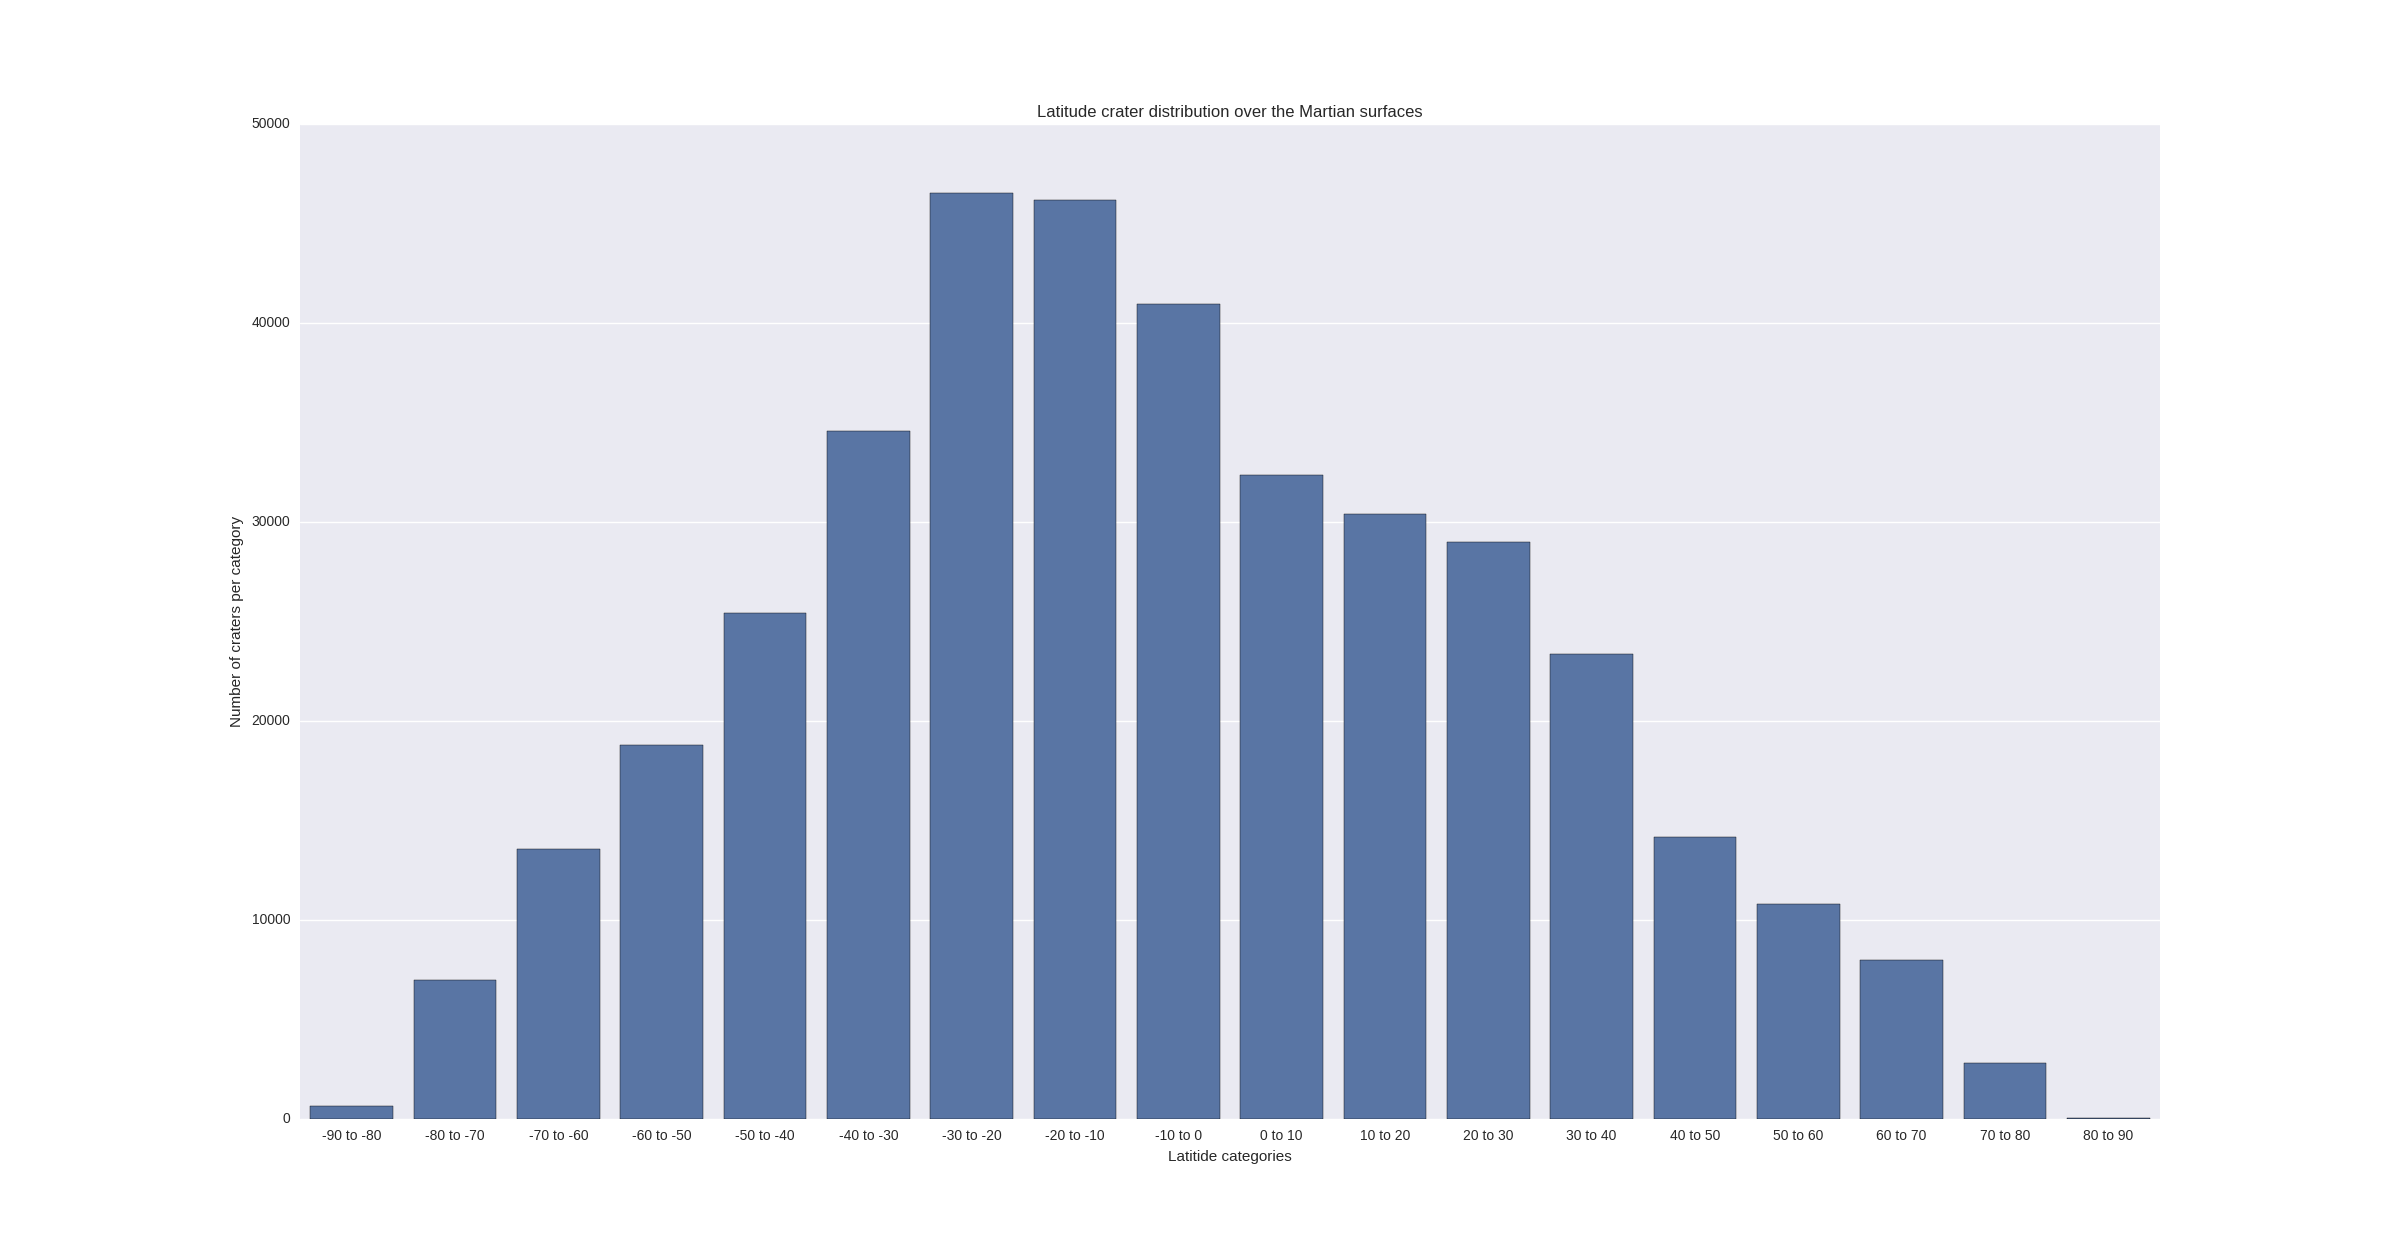 Latitude crater distribution over the Martian surfaces
50000
40000
30000
20000
10000
0
Number of craters per category
-90 to -80
-80 to -70
-70 to -60
-60 to -50
-50 to -40
-40 to -30
-30 to -20
-20 to -10
-10 to 0
0 to 10
10 to 20
20 to 30
30 to 40
40 to 50
50 to 60
60 to 70
70 to 80
80 to 90
Latitide categories